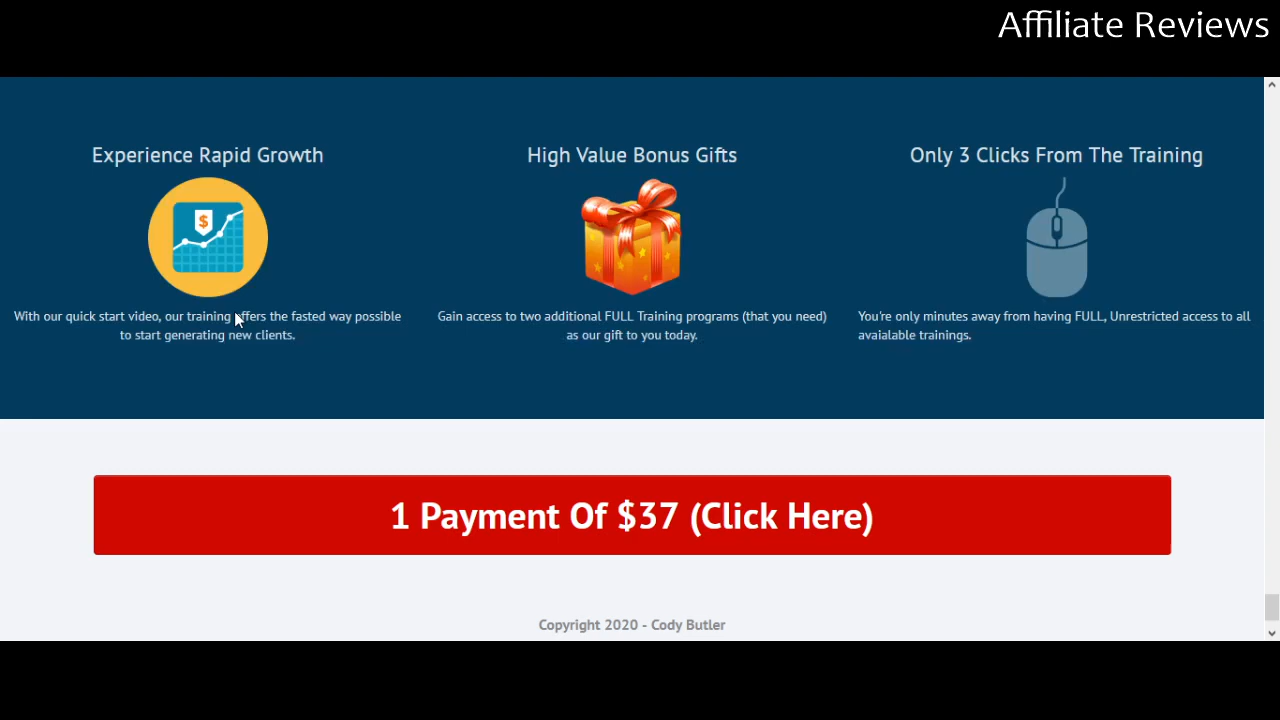 Affiliate Reviews
Experience Rapid Growth
$
With our quick start video, our training offers the fasted way possible
to start generating new clients.
High Value Bonus Gifts
Gain access to two additional FULL Training programs (that you need)
as our gift to you today.
Only 3 Clicks From The Training
You're only minutes away from having FULL, Unrestricted access to all
avaialable trainings.
1 Payment Of $37 (Click Here)
Copyright 2020 - Cody Butler